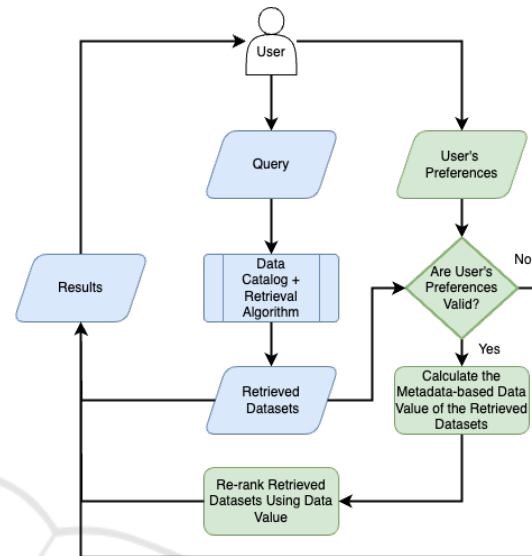 User
Query
User's
Preferences
Results
Data
Catalog +
Retrieval
Algorithm
Are User's
Preferences
Valid?
No
Yes
Retrieved
Datasets
Calculate the
Metadata-based Data
Value of the Retrieved
Datasets
Re-rank Retrieved
Datasets Using Data
Value